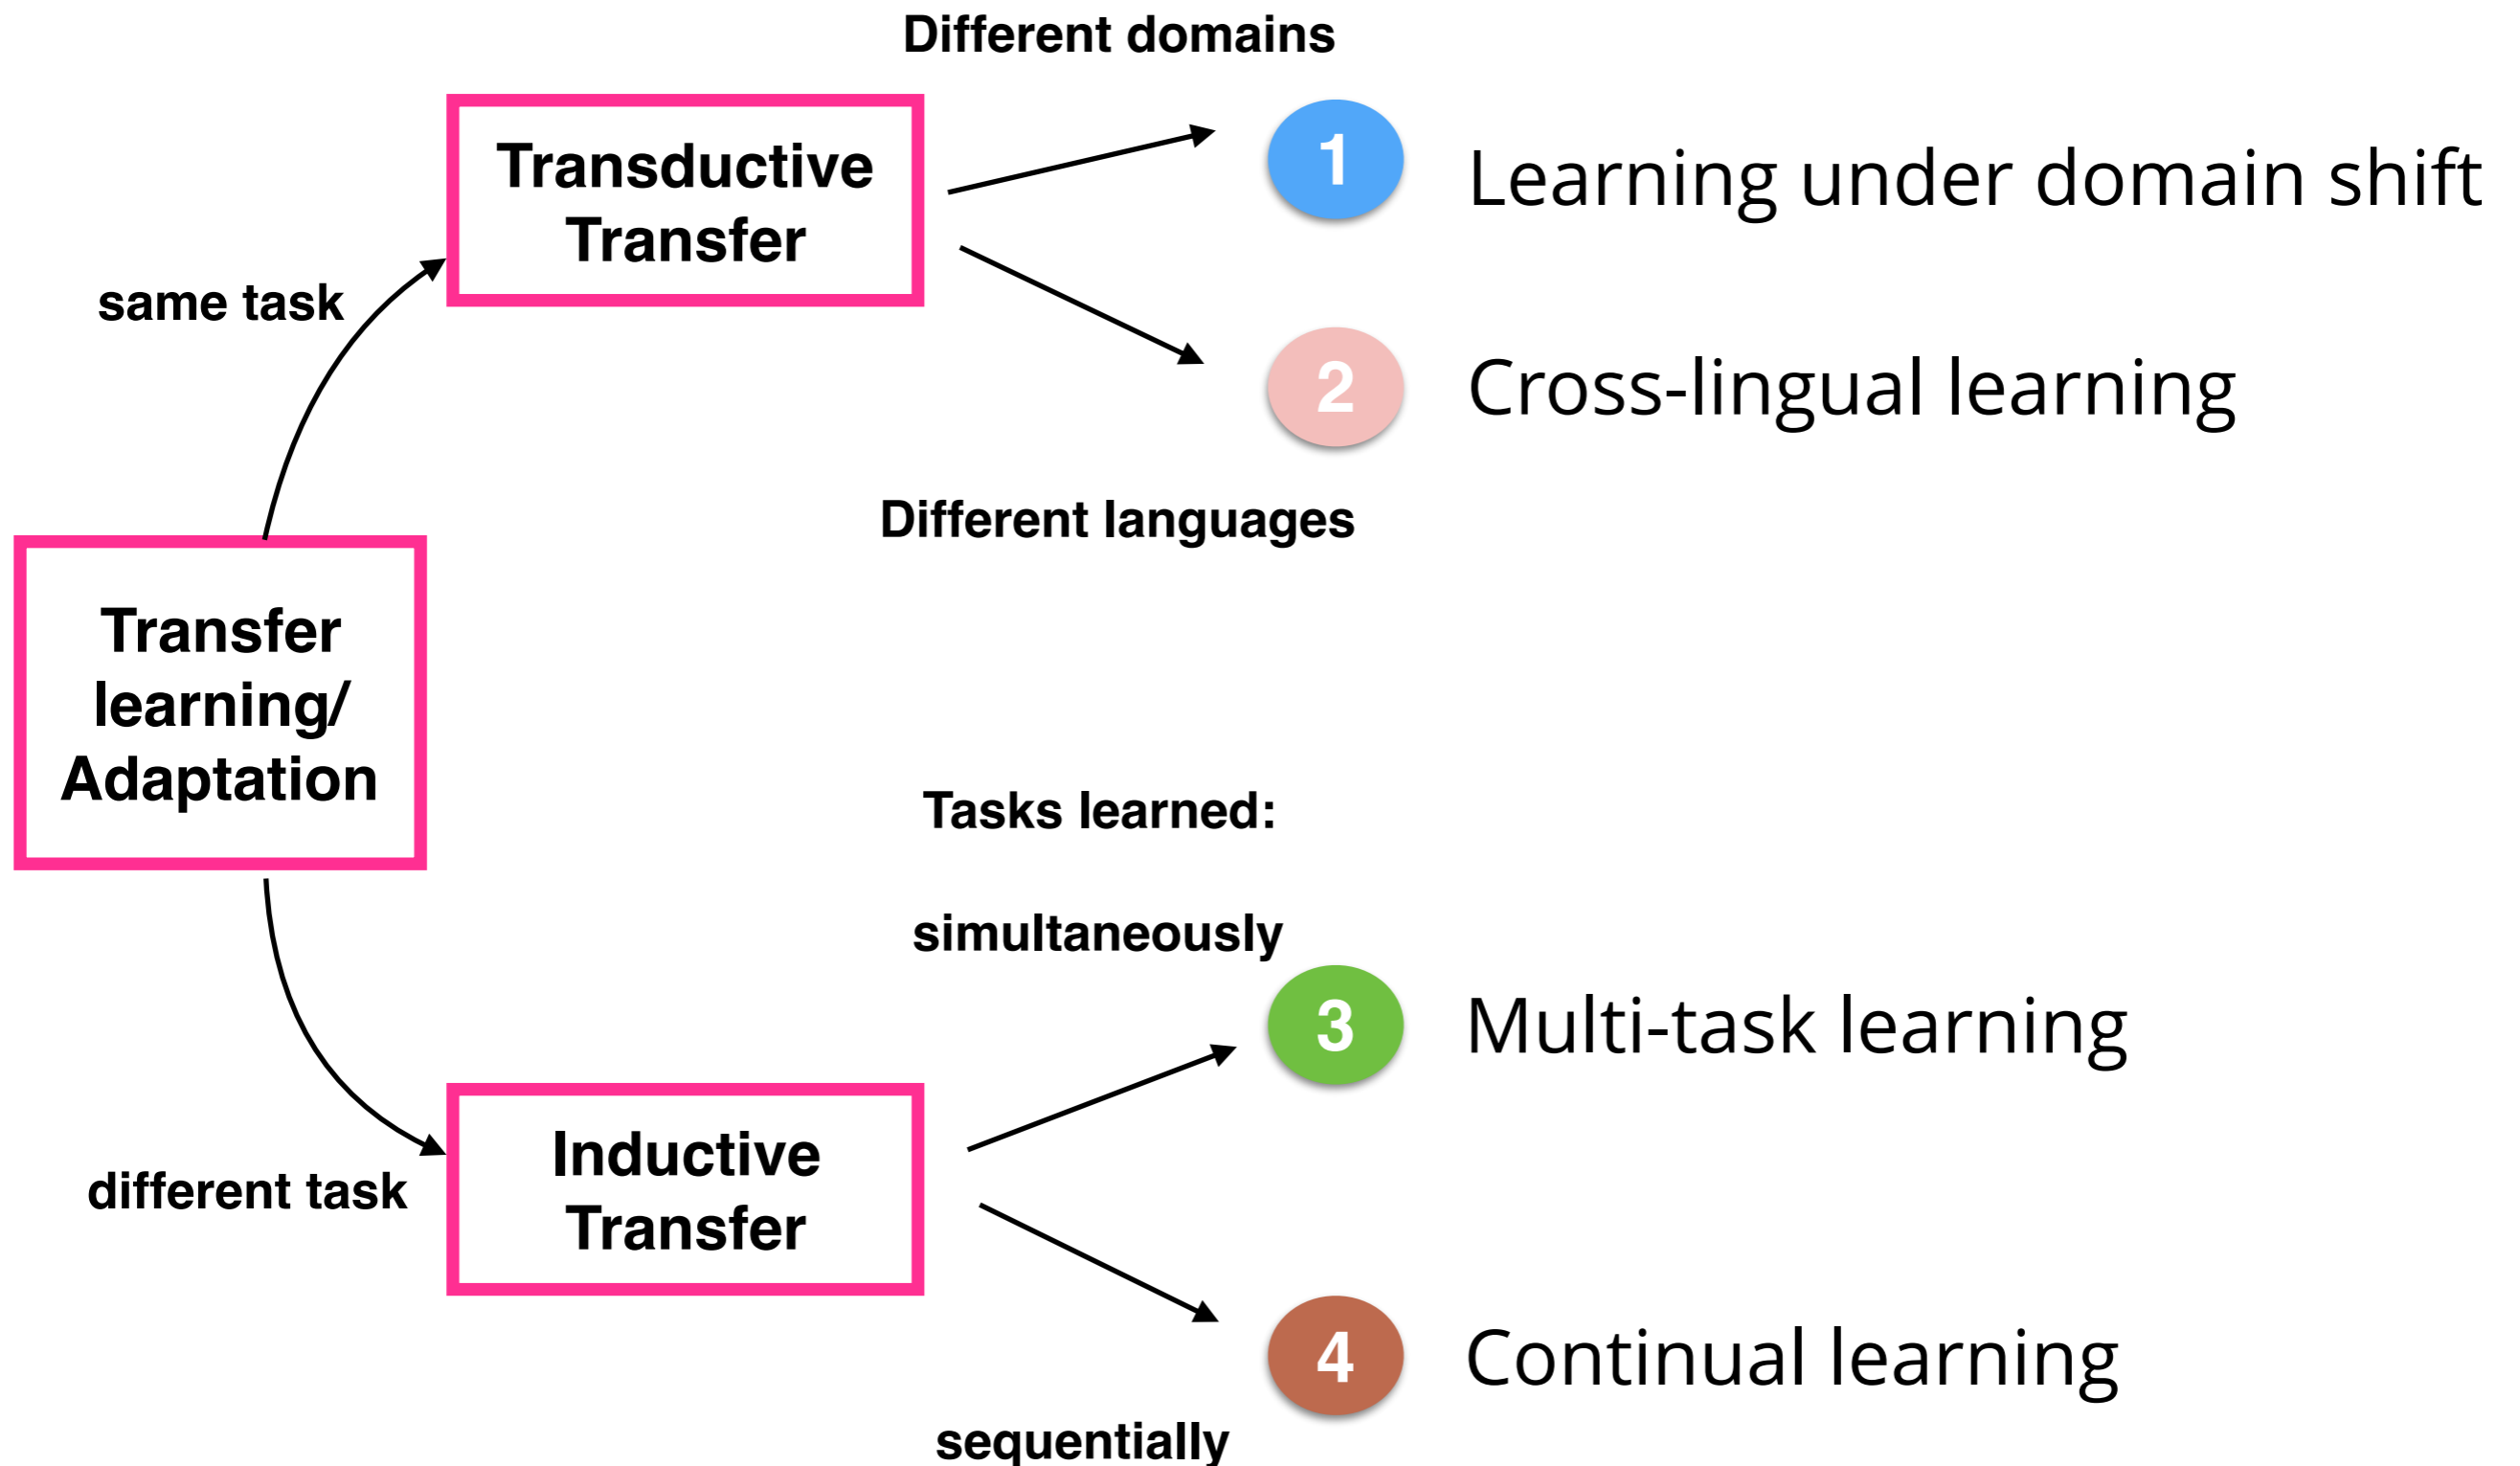 Different domains
Transductive
Transfer
1
Learning under domain shift
same task
2
Cross-lingual learning
Different languages
Transfer
learning/
Adaptation
Tasks learned:
simultaneously
3
Multi-task learning
different task
Inductive
Transfer
4
Continual learning
sequentially